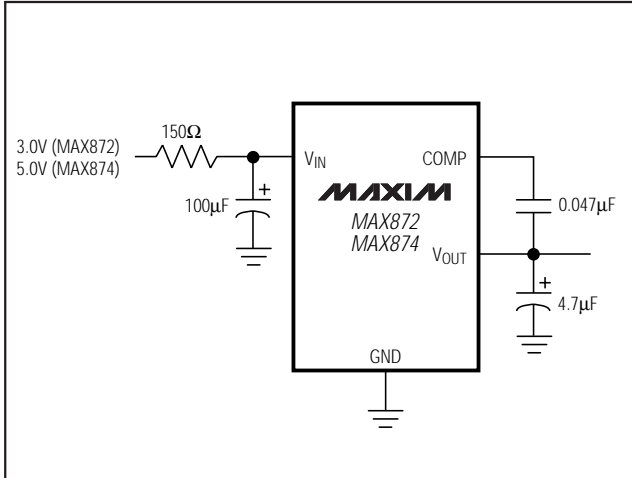 3.0V (MAX872)
5.0V (MAX874)
150Ω
100µF
+
VIN
COMP
MAXIM
MAX872
MAX874
VOUT
GND
0.047µF
+
4.7µF